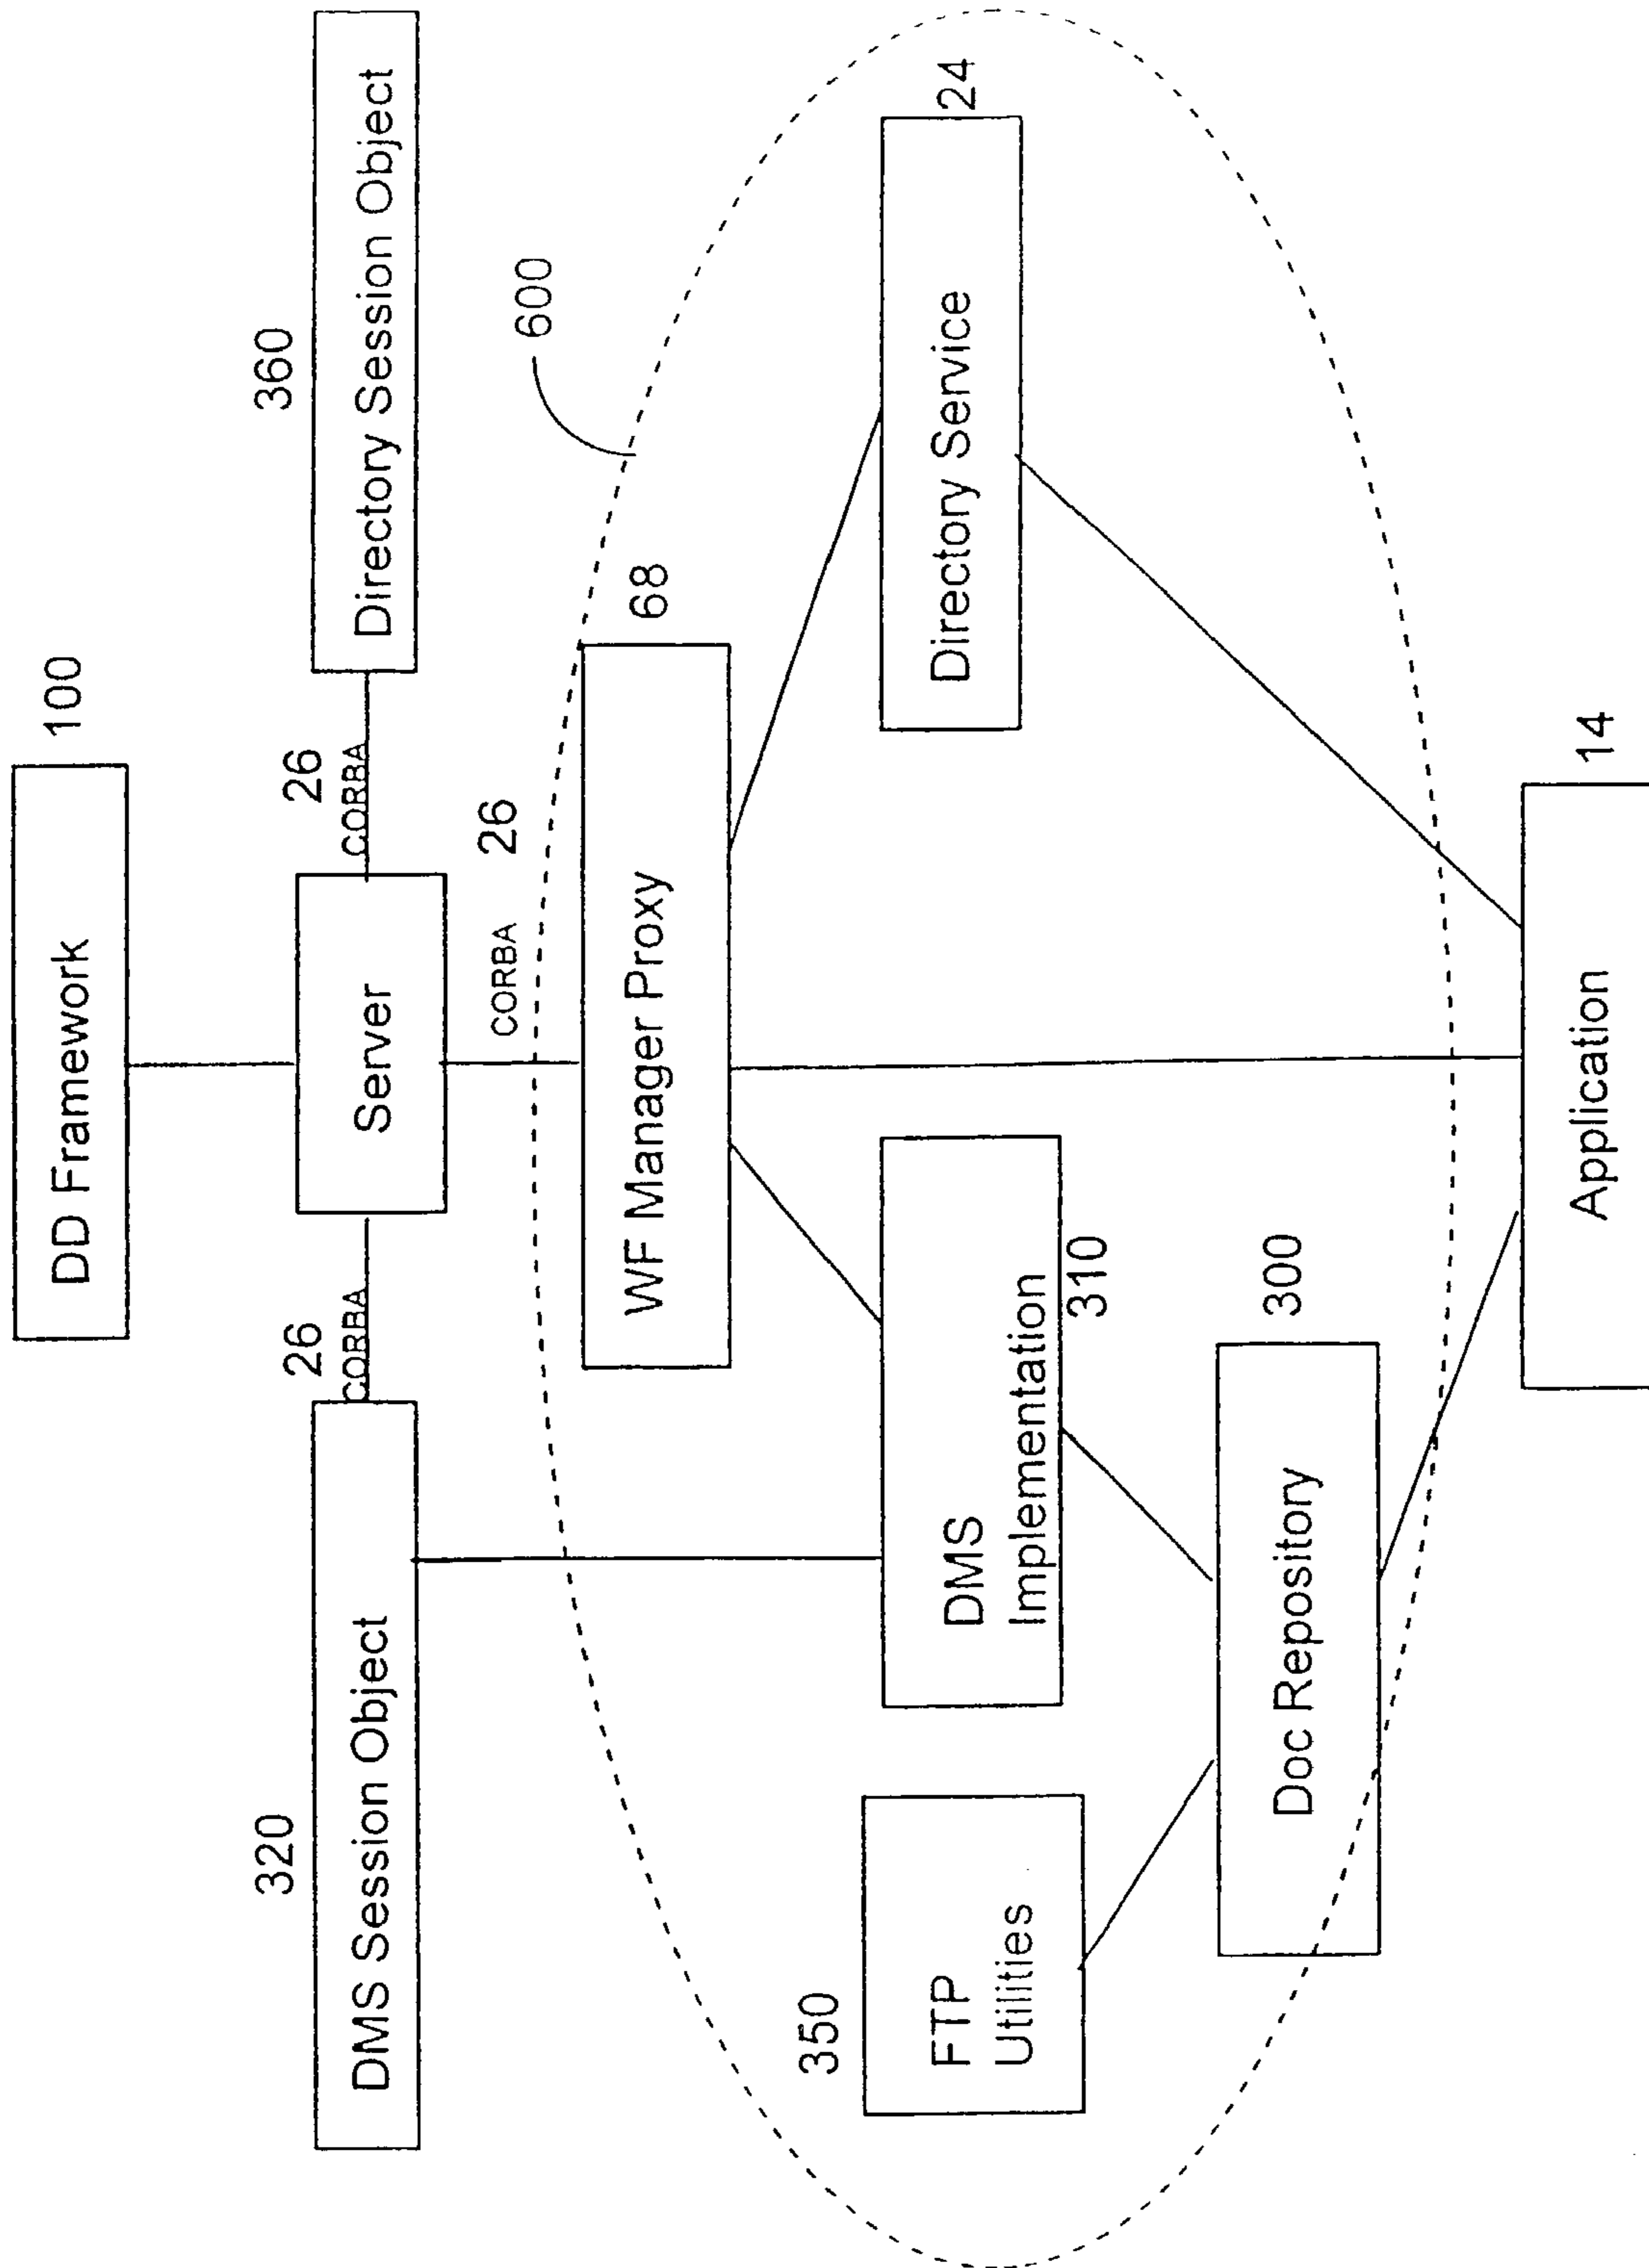 DD Framework
100
320
26
26
360
DMS Session Object
CORBA
Server
CORBA
Directory Session Object
CORBA
26
600
WF Manager Proxy
68
350
FTP
Utilities
DMS
Implementation
310
Directory Service
24
Doc Repository
300
Application
14